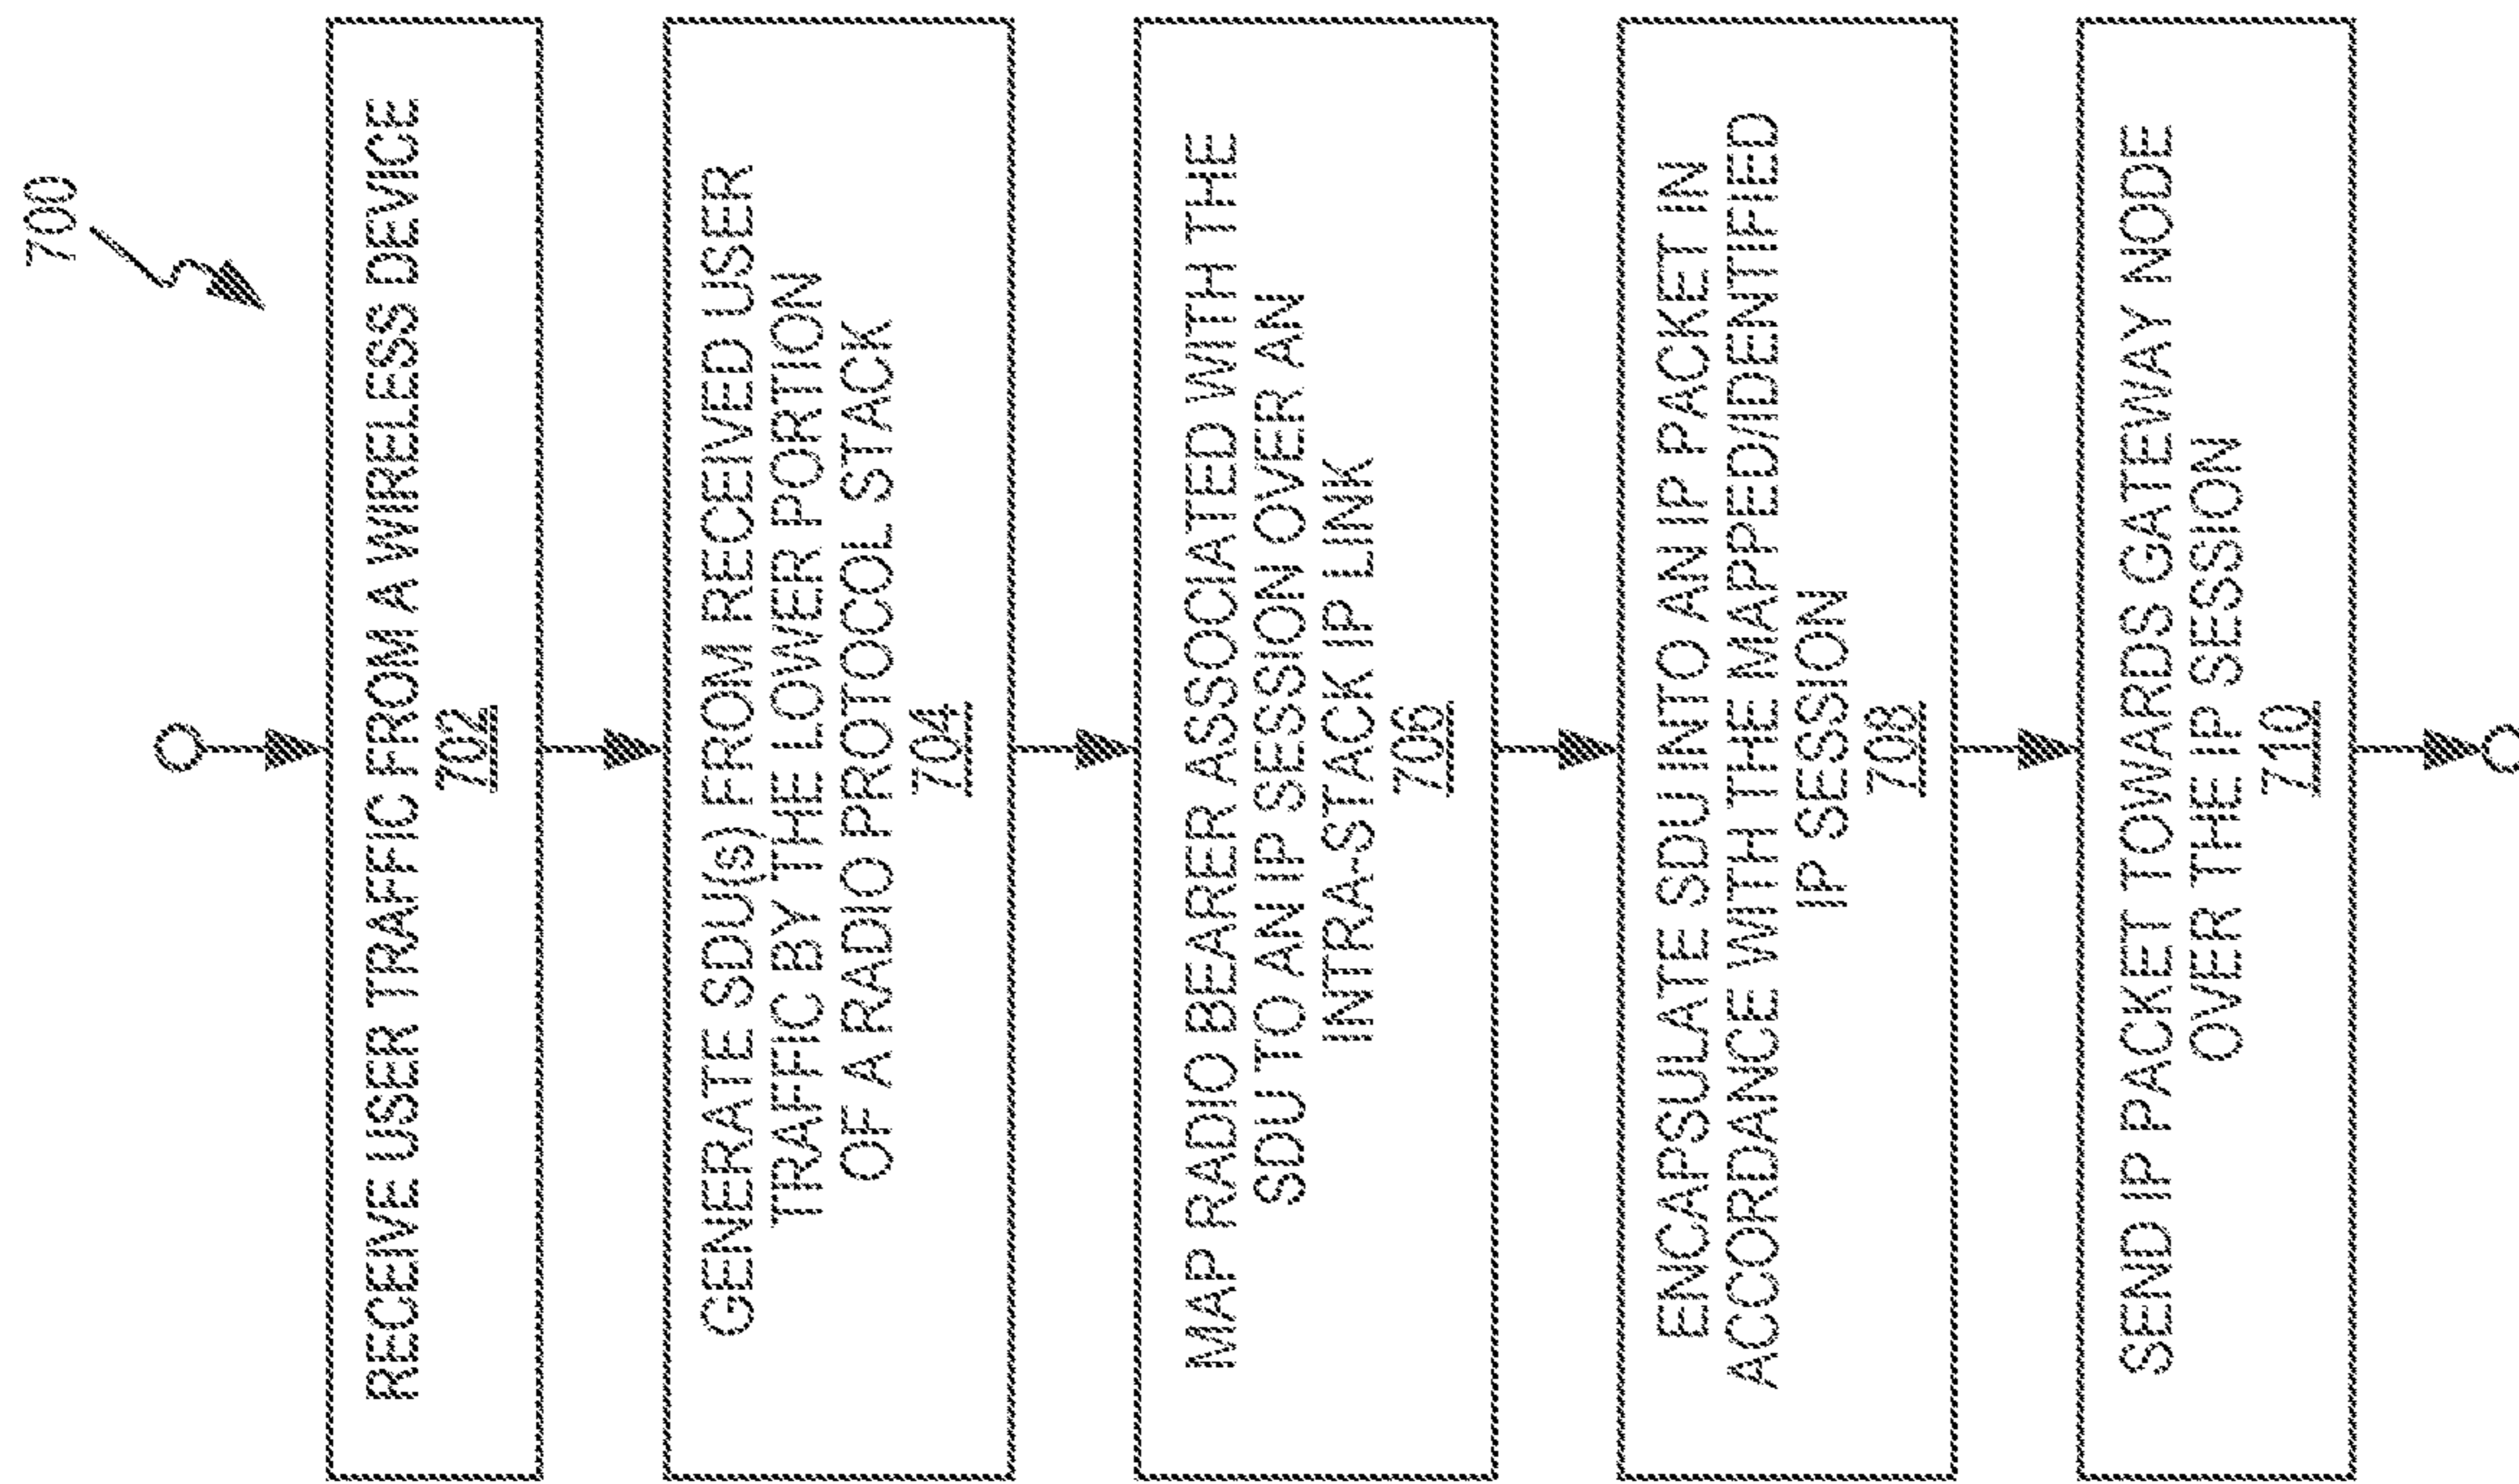 700
RECEIVE USER TRAFFIC FROM A WIRELESS DEVICE
702
GENERATE SDU(s) FROM RECEIVED USER
TRAFFIC BY THE LOWER PORTION
OF A RADIO PROTOCOL STACK
704
MAP RADIO BEARER ASSOCIATED WITH THE
SDU TO AN IP SESSION OVER AN
INTRA-STACK IP LINK
706
ENCAPSULATE SDU INTO AN IP PACKET IN
ACCORDANCE WITH THE MAPPED/IDENTIFIED
IP SESSION
708
SEND IP PACKET TOWARDS GATEWAY NODE
OVER THE IP SESSION
710